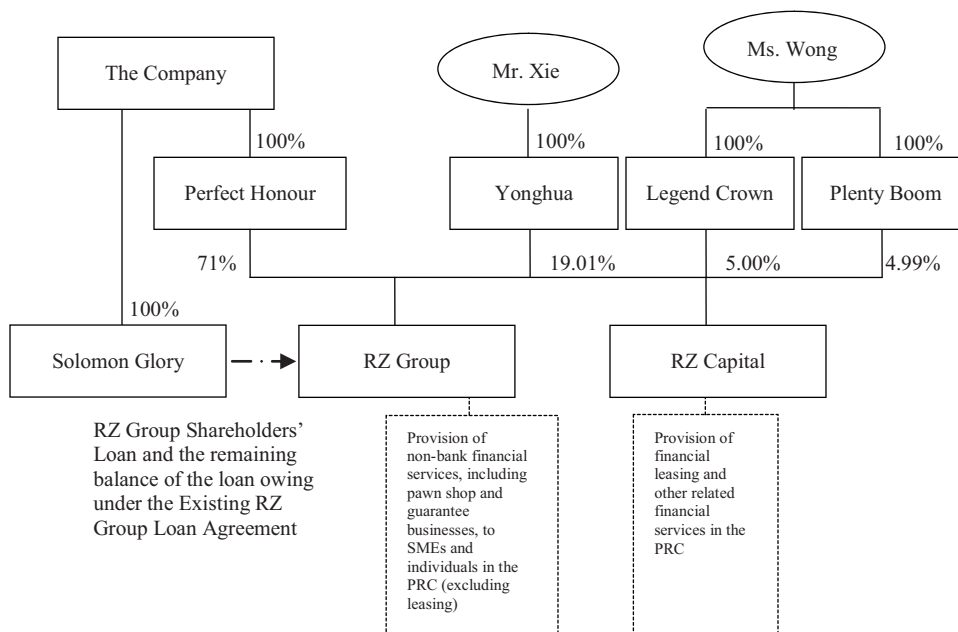 The Company
Mr. Xie
Ms. Wong
100%
100%
100%
100%
Perfect Honour
Yonghua
Legend Crown
Plenty Boom
71%
19.01%
5.00%
4.99%
100%
Solomon Glory
RZ Group
RZ Capital
RZ Group Shareholders’
Loan and the remaining
balance of the loan owing
under the Existing RZ
Group Loan Agreement
Provision of
non-bank financial
services, including
pawn shop and
guarantee
businesses, to
SMEs and
individuals in the
PRC (excluding
leasing)
Provision of
financial
leasing and
other related
financial
services in the
PRC